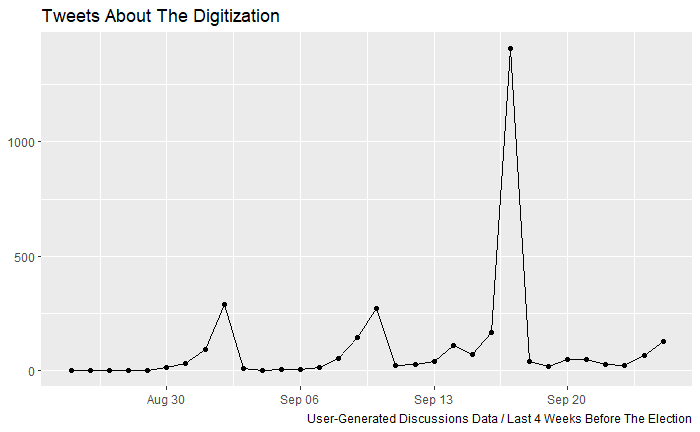 Tweets About The Digitization
1000
500
0
Aug 30 Sep 06 Sep 13 Sep 20
User-Generated Discussions Data / Last 4 Weeks Before The Election